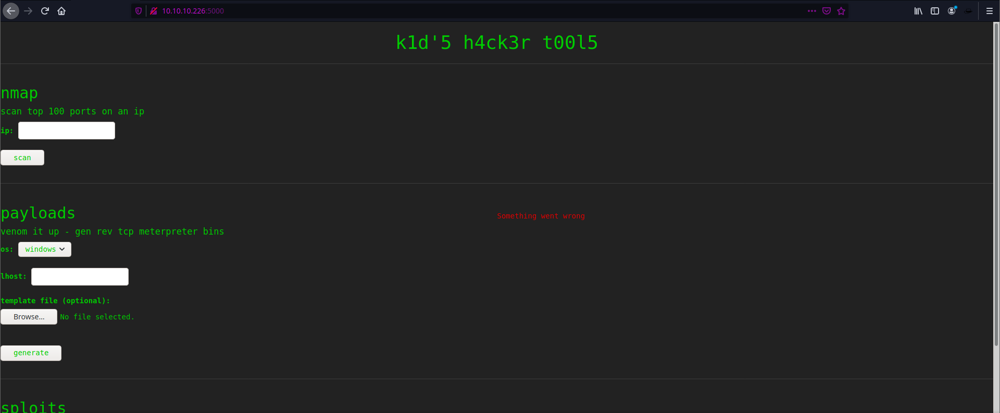 10.10.10.226:5000
k1d'5 h4ck3r t00l5
nmap
scan top 100 ports on an ip
ip:
scan
payloads
Something went wrong
venom it up - gen rev tcp meterpreter bins
os: windows
lhost:
template file (optional):
Browse... No file selected.
generate
sploits